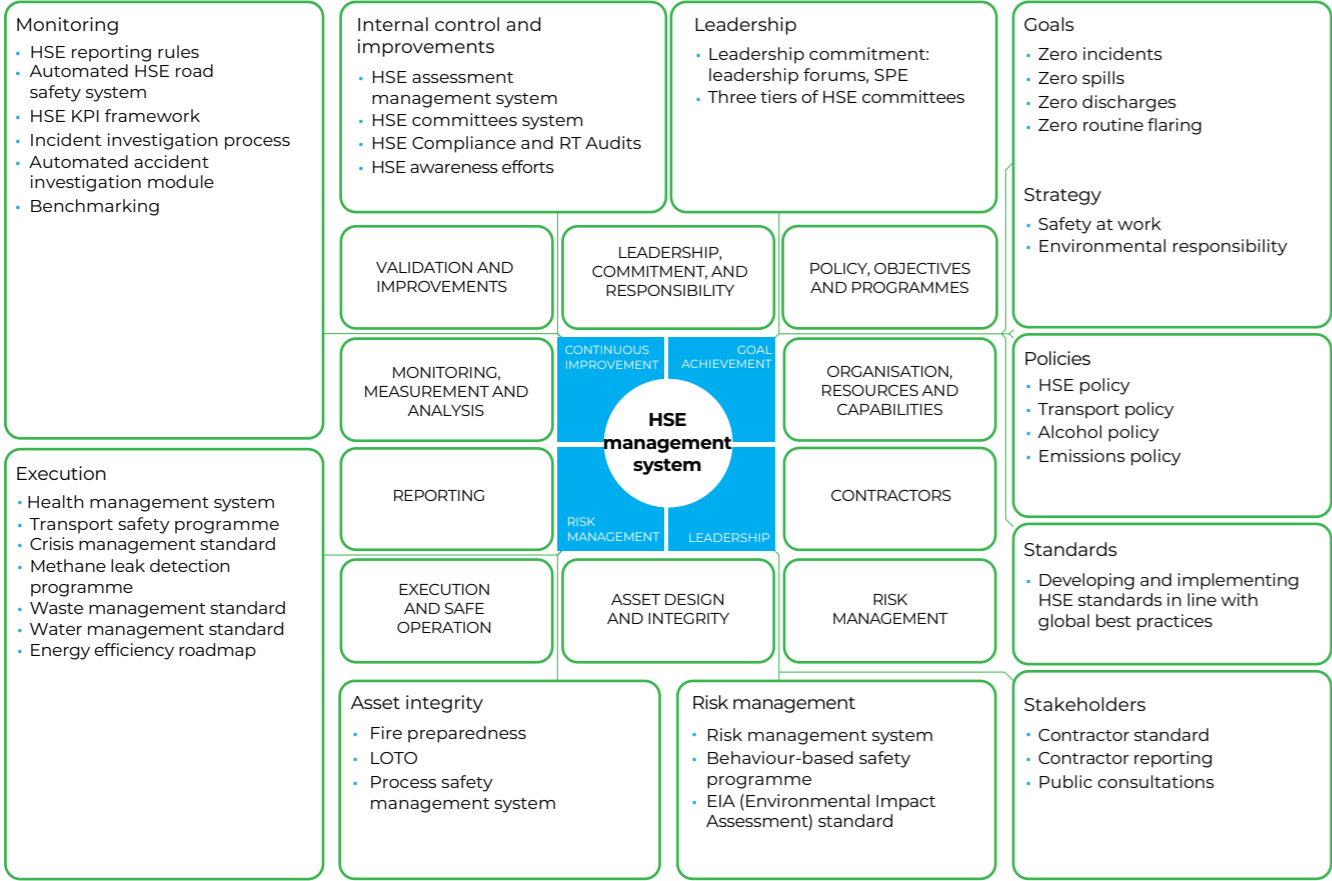 Monitoring
• HSE reporting rules
• Automated HSE road
safety system
• HSE KPI framework
• Incident investigation process
• Automated accident
investigation module
• Benchmarking
Internal control and
improvements
• HSE assessment
management system
• HSE committees system
• HSE Compliance and RT Audits
• HSE awareness efforts
Leadership
• Leadership commitment:
leadership forums, SPE
• Three tiers of HSE committees
Goals
• Zero incidents
• Zero spills
• Zero discharges
• Zero routine flaring
Strategy
• Safety at work
• Environmental responsibility
VALIDATION AND
IMPROVEMENTS
LEADERSHIP,
COMMITMENT, AND
RESPONSIBILITY
POLICY, OBJECTIVES
AND PROGRAMMES
MONITORING,
MEASUREMENT AND
ANALYSIS
CONTINUOUS
IMPROVEMENT
GOAL
ACHIEVEMENT
HSE
management
system
RISK
MANAGEMENT
LEADERSHIP
ORGANISATION,
RESOURCES AND
CAPABILITIES
Policies
• HSE policy
• Transport policy
• Alcohol policy
• Emissions policy
Execution
• Health management system
• Transport safety programme
• Crisis management standard
• Methane leak detection
programme
• Waste management standard
• Water management standard
• Energy efficiency roadmap
REPORTING
CONTRACTORS
EXECUTION
AND SAFE
OPERATION
ASSET DESIGN
AND INTEGRITY
RISK
MANAGEMENT
Standards
• Developing and implementing
HSE standards in line with
global best practices
Asset integrity
• Fire preparedness
• LOTO
• Process safety
management system
Risk management
• Risk management system
• Behaviour-based safety
programme
• EIA (Environmental Impact
Assessment) standard
Stakeholders
• Contractor standard
• Contractor reporting
• Public consultations